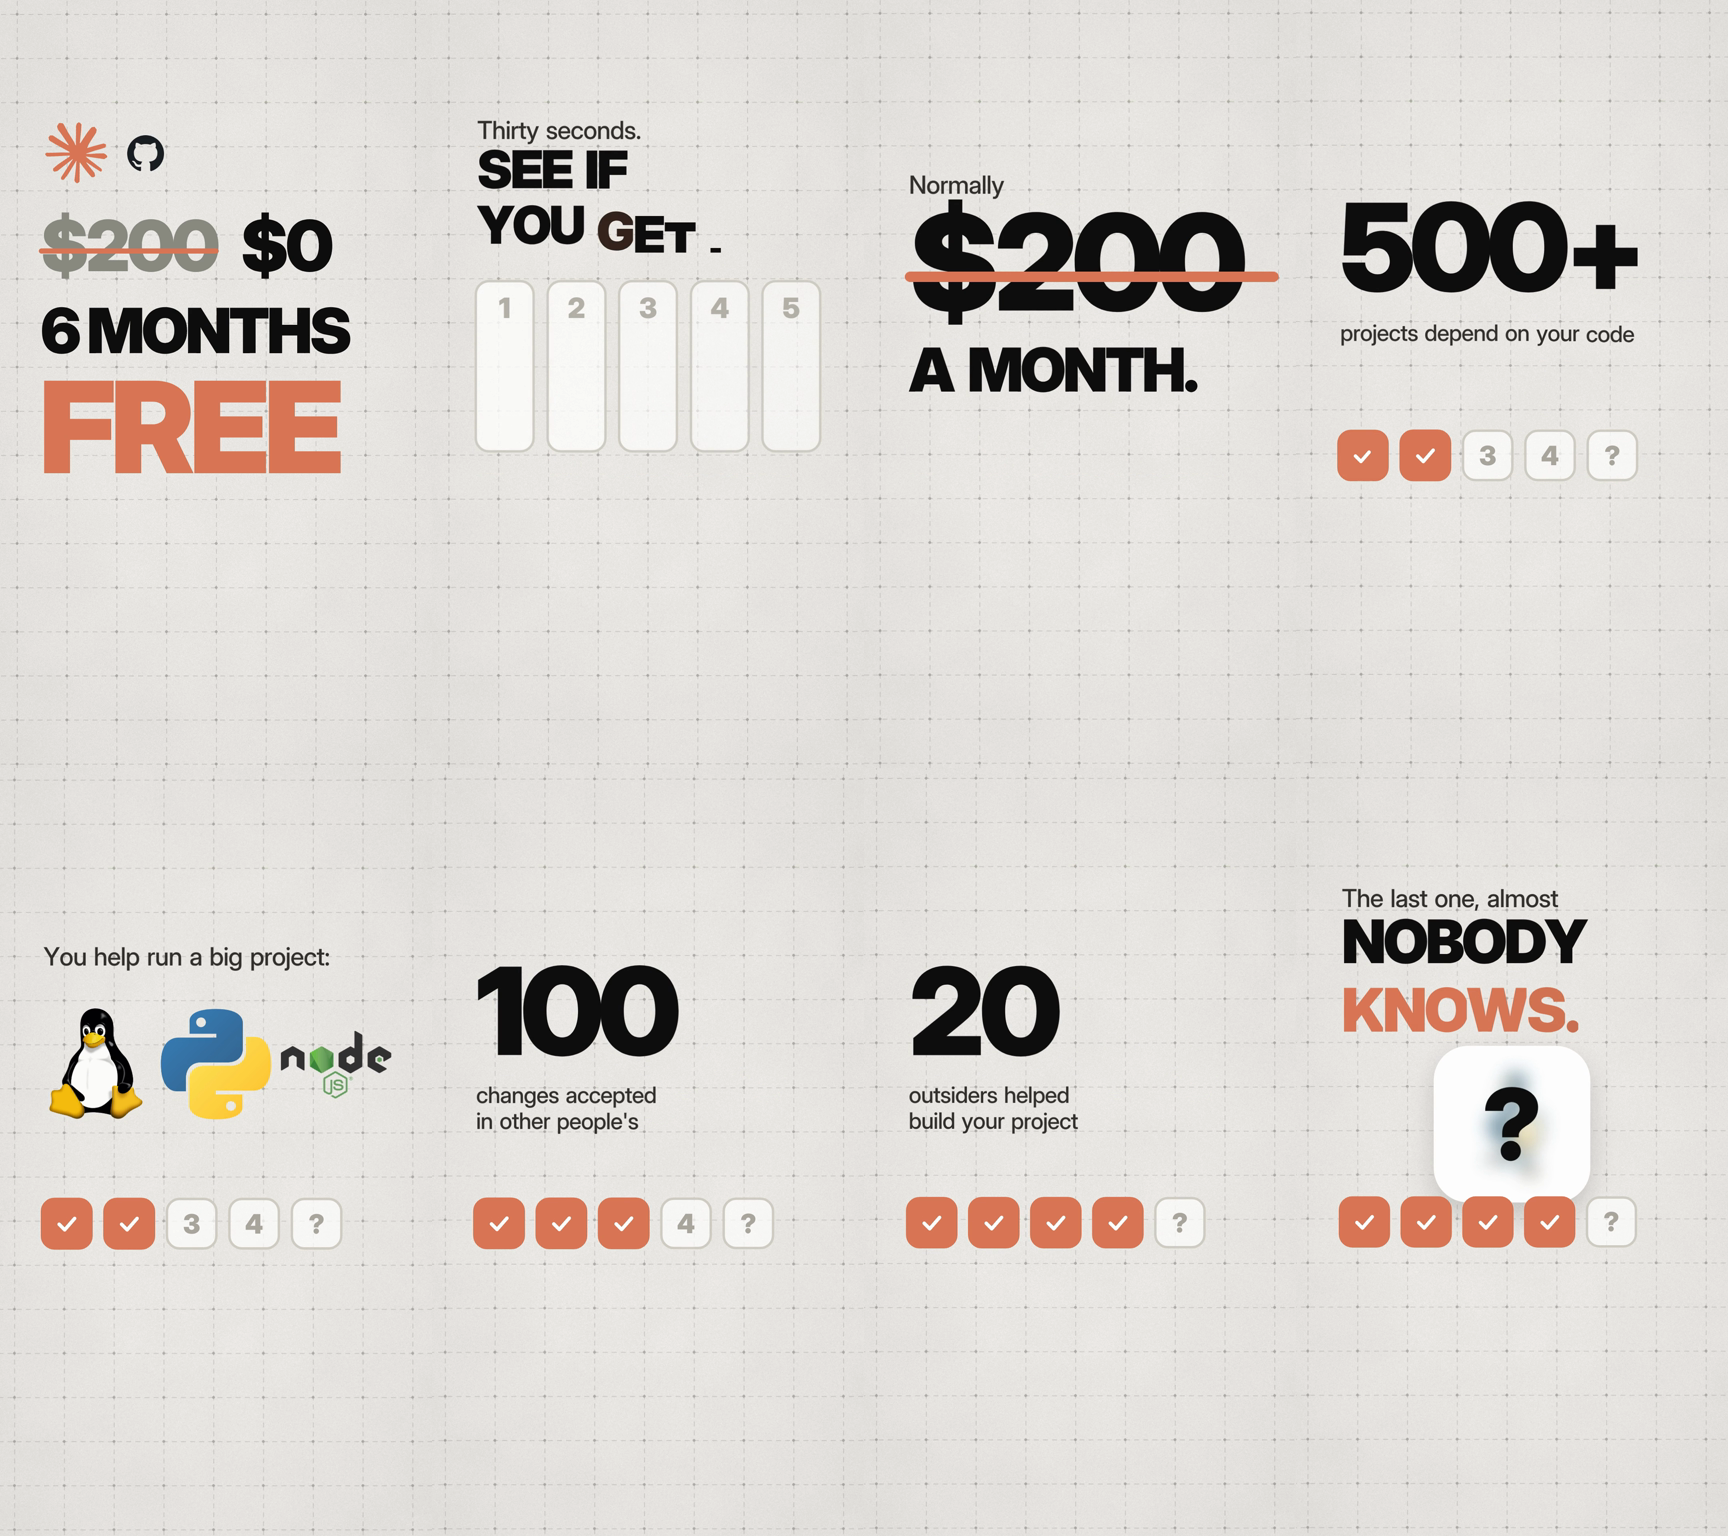 $200 $0
6 MONTHS
FREE
Thirty seconds.
SEE IF
YOU GET
1 2 3 4 5
Normally
$200
A MONTH.
500+
projects depend on your code
3 4 ?
You help run a big project:
node
JS
3 4 ?
100
changes accepted
in other people's
4 ?
20
outsiders helped
build your project
?
The last one, almost
NOBODY
KNOWS.
?
?